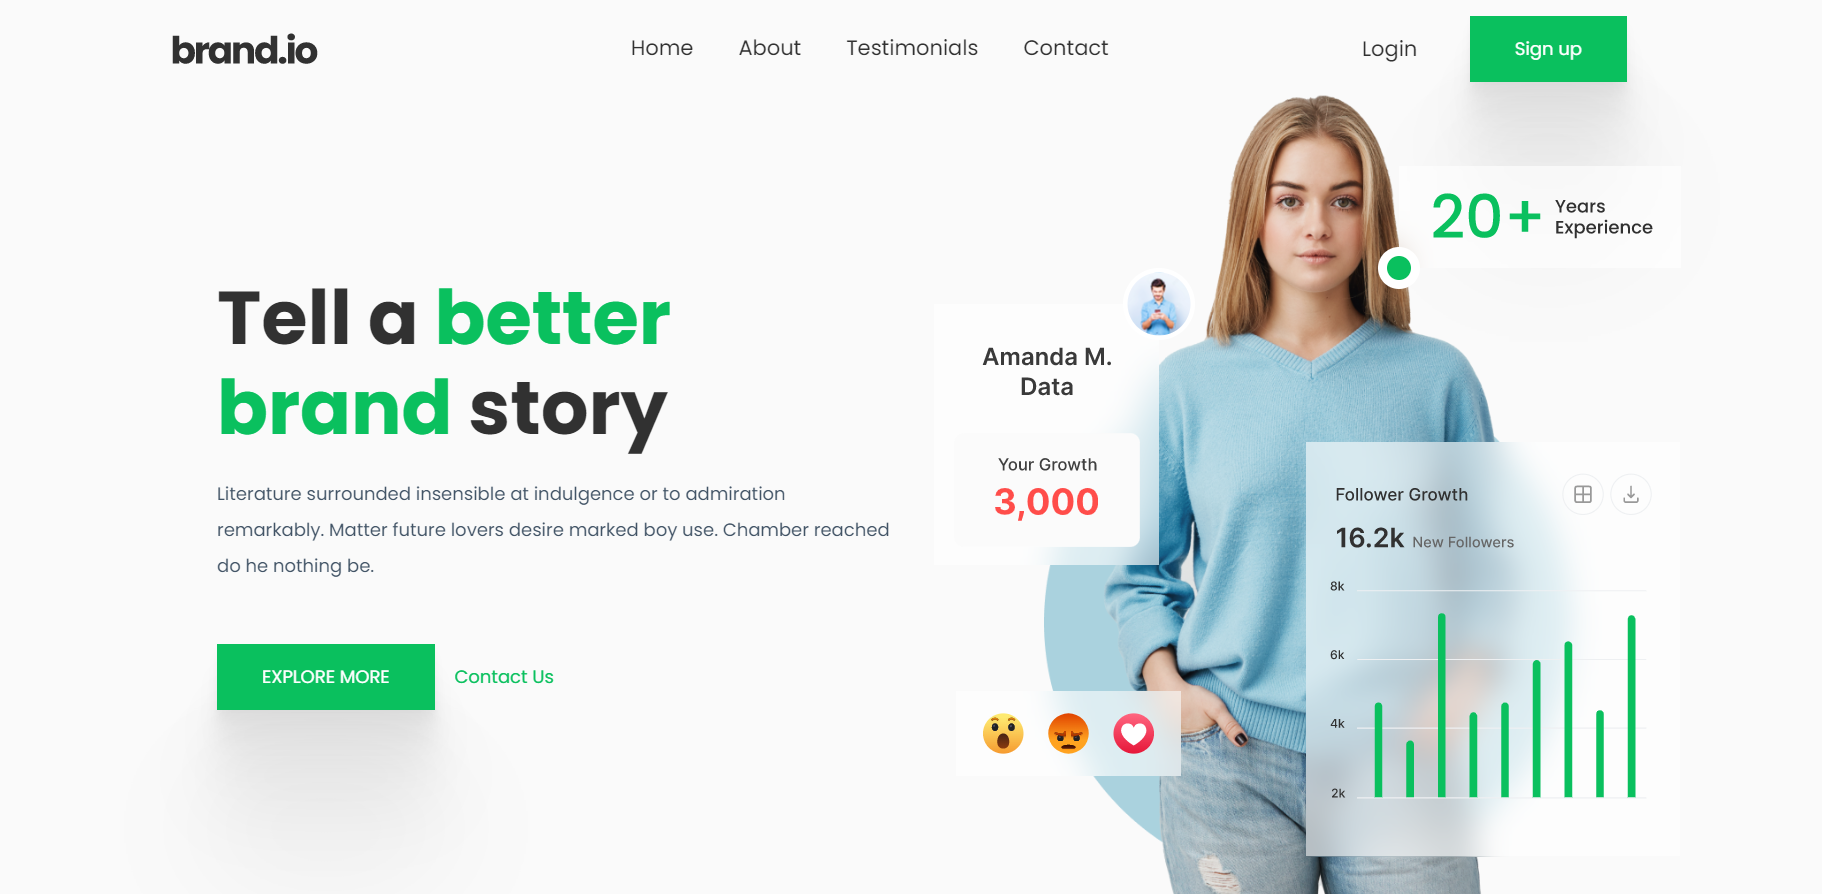 brand.io
Home
About
Testimonials
Contact
Login
Sign up
20+
Years
Experience
Tell a better
brand story
Literature surrounded insensible at indulgence or to admiration
remarkably. Matter future lovers desire marked boy use. Chamber reached
do he nothing be.
EXPLORE MORE
Contact Us
Amanda M.
Data
Your Growth
3,000
Follower Growth
16.2k New Followers
8k
6k
4k
2k